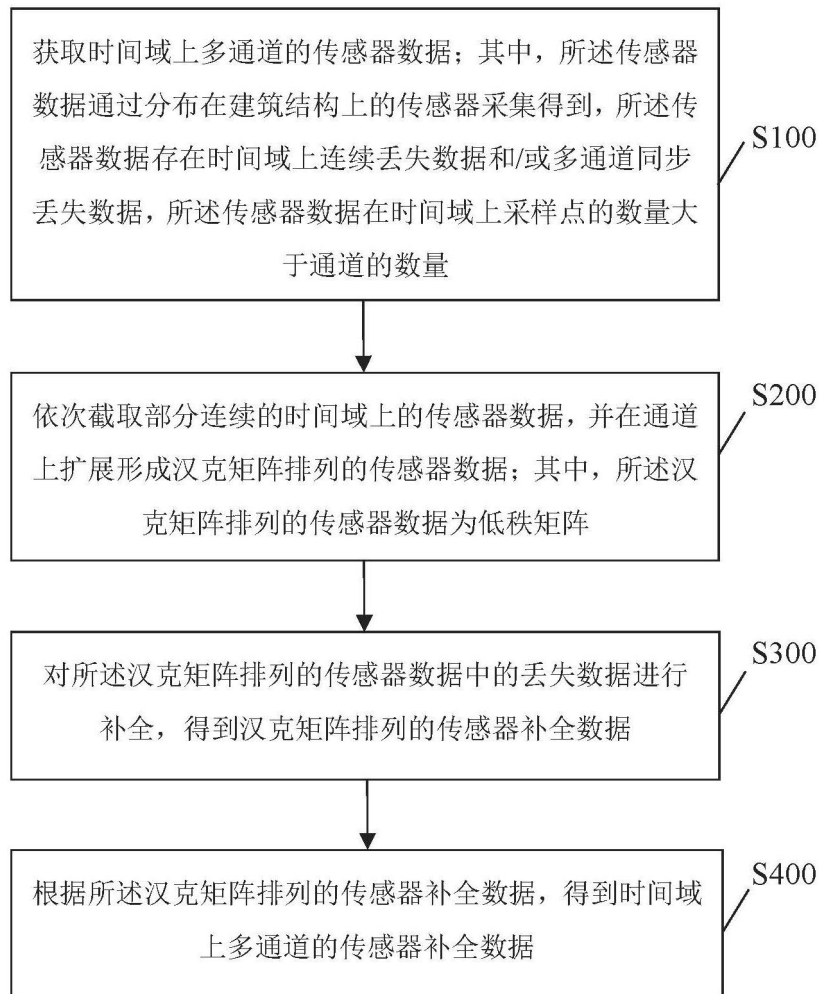 获取时间域上多通道的传感器数据；其中，所述传感器
数据通过分布在建筑结构上的传感器采集得到，所述传
感器数据存在时间域上连续丢失数据和/或多通道同步
丢失数据，所述传感器数据在时间域上采样点的数量大
于通道的数量
S100
依次截取部分连续的时间域上的传感器数据，并在通道
上扩展形成汉克矩阵排列的传感器数据；其中，所述汉
克矩阵排列的传感器数据为低秩矩阵
S200
对所述汉克矩阵排列的传感器数据中的丢失数据进行
补全，得到汉克矩阵排列的传感器补全数据
S300
根据所述汉克矩阵排列的传感器补全数据，得到时间域
上多通道的传感器补全数据
S400